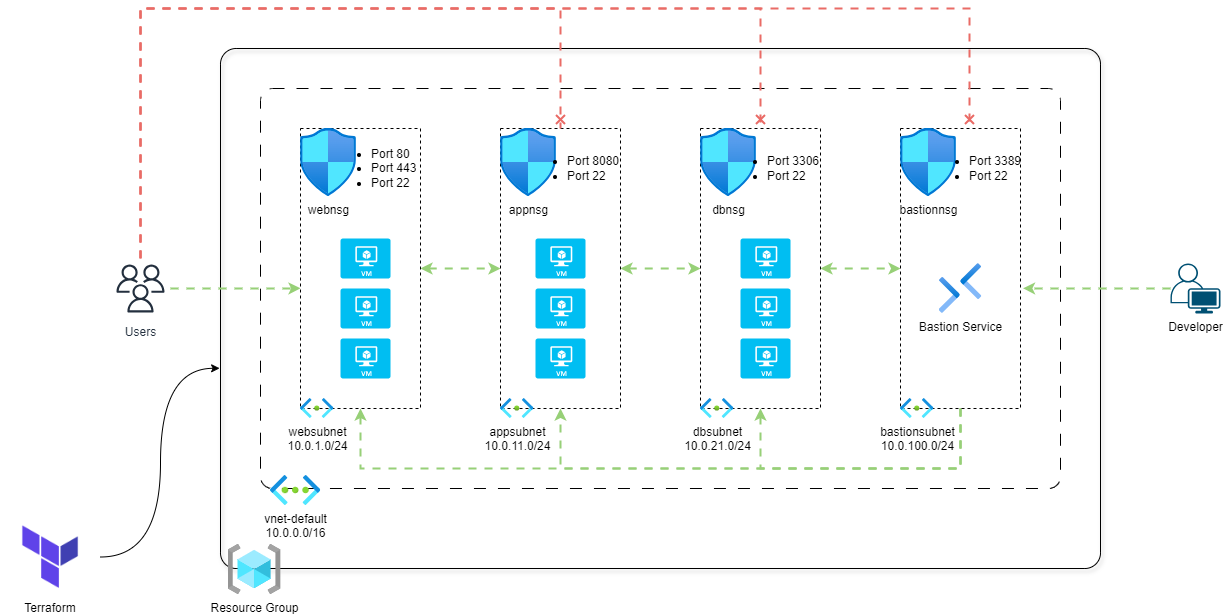 Port 80
Port 443
Port 22
webnsg
Port 8080
Port 22
appnsg
Port 3306
Port 22
dbnsg
Port 3389
Port 22
bastionnsg
VM
VM
VM
VM
VM
VM
VM
VM
VM
Users
Bastion Service
Developer
websubnet
10.0.1.0/24
appsubnet
10.0.11.0/24
dbsubnet
10.0.21.0/24
bastionsubnet
10.0.100.0/24
vnet-default
10.0.0.0/16
Terraform
Resource Group